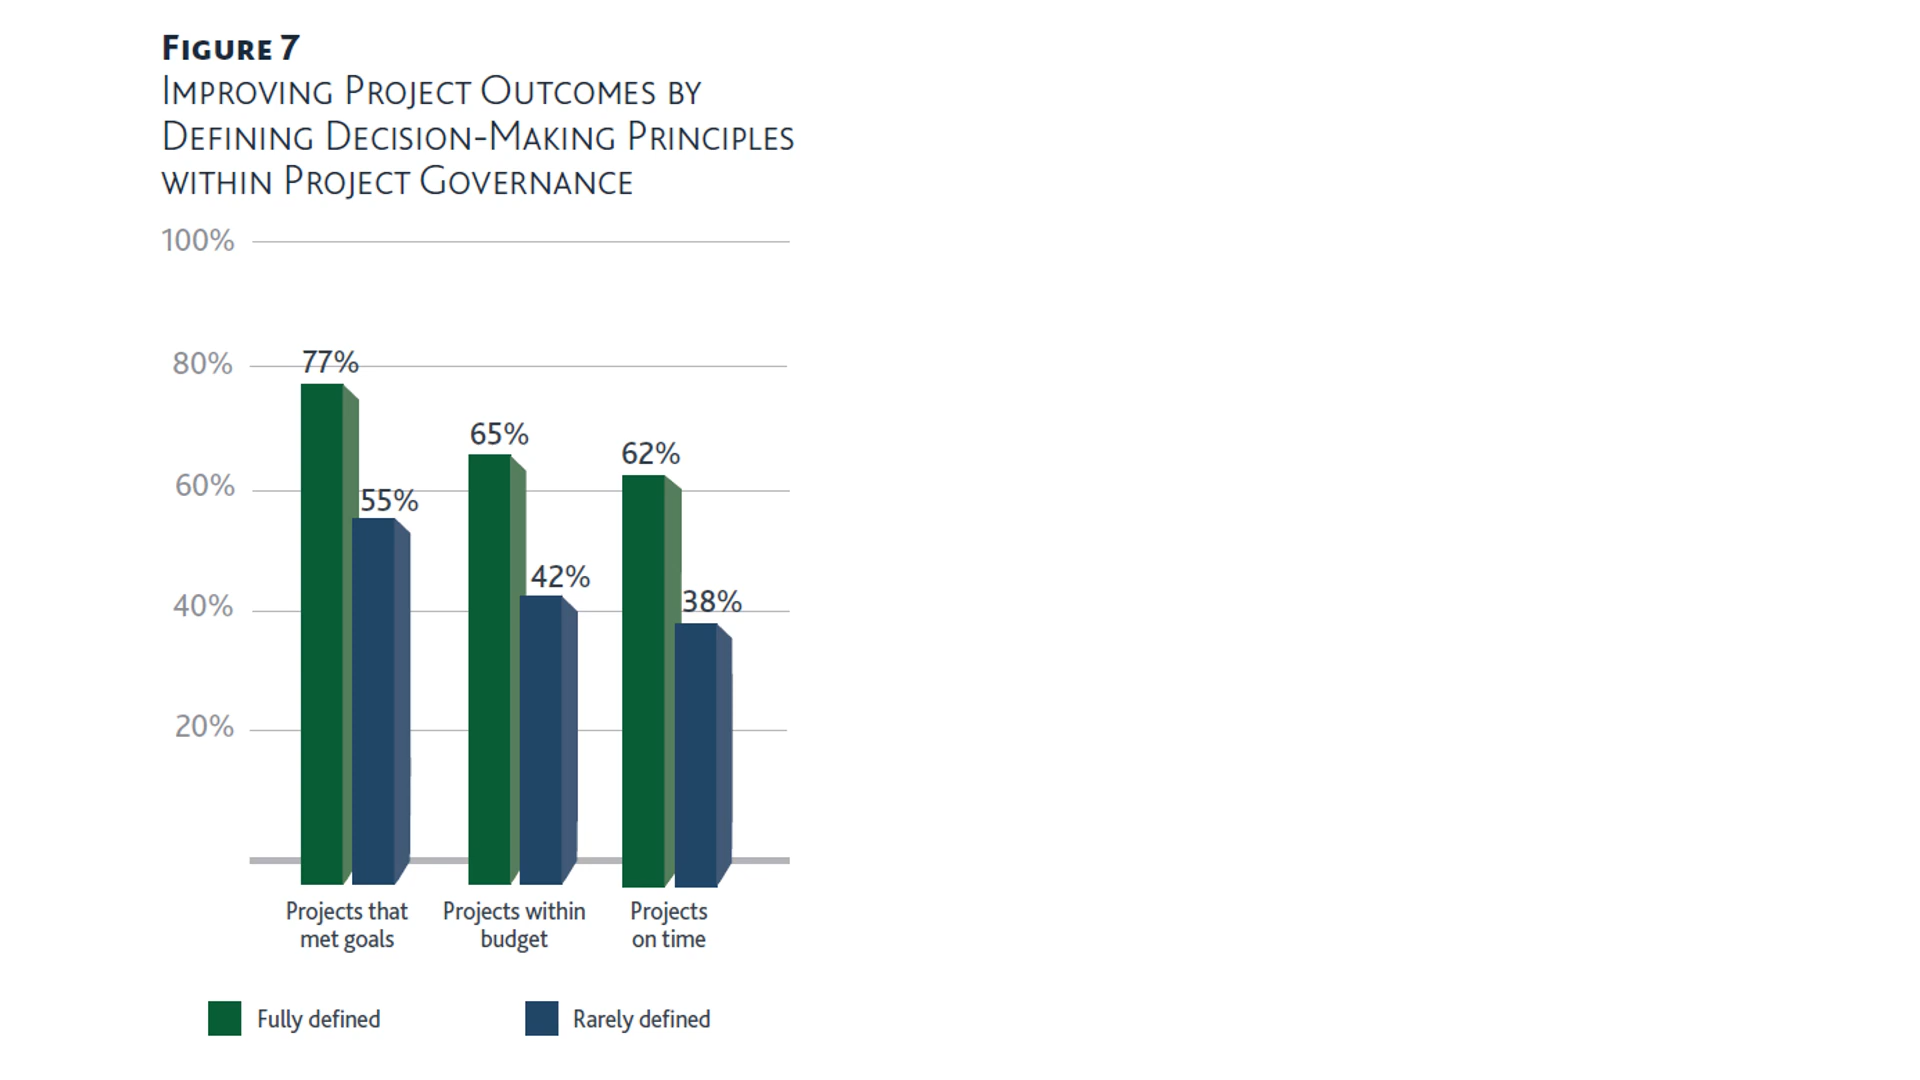 FIGURE 7
IMPROVING PROJECT OUTCOMES BY
DEFINING DECISION-MAKING PRINCIPLES
WITHIN PROJECT GOVERNANCE
100%
80%
60%
40%
20%
77%
55%
65%
42%
62%
38%
Projects that
met goals
Projects within
budget
Projects
on time
Fully defined
Rarely defined